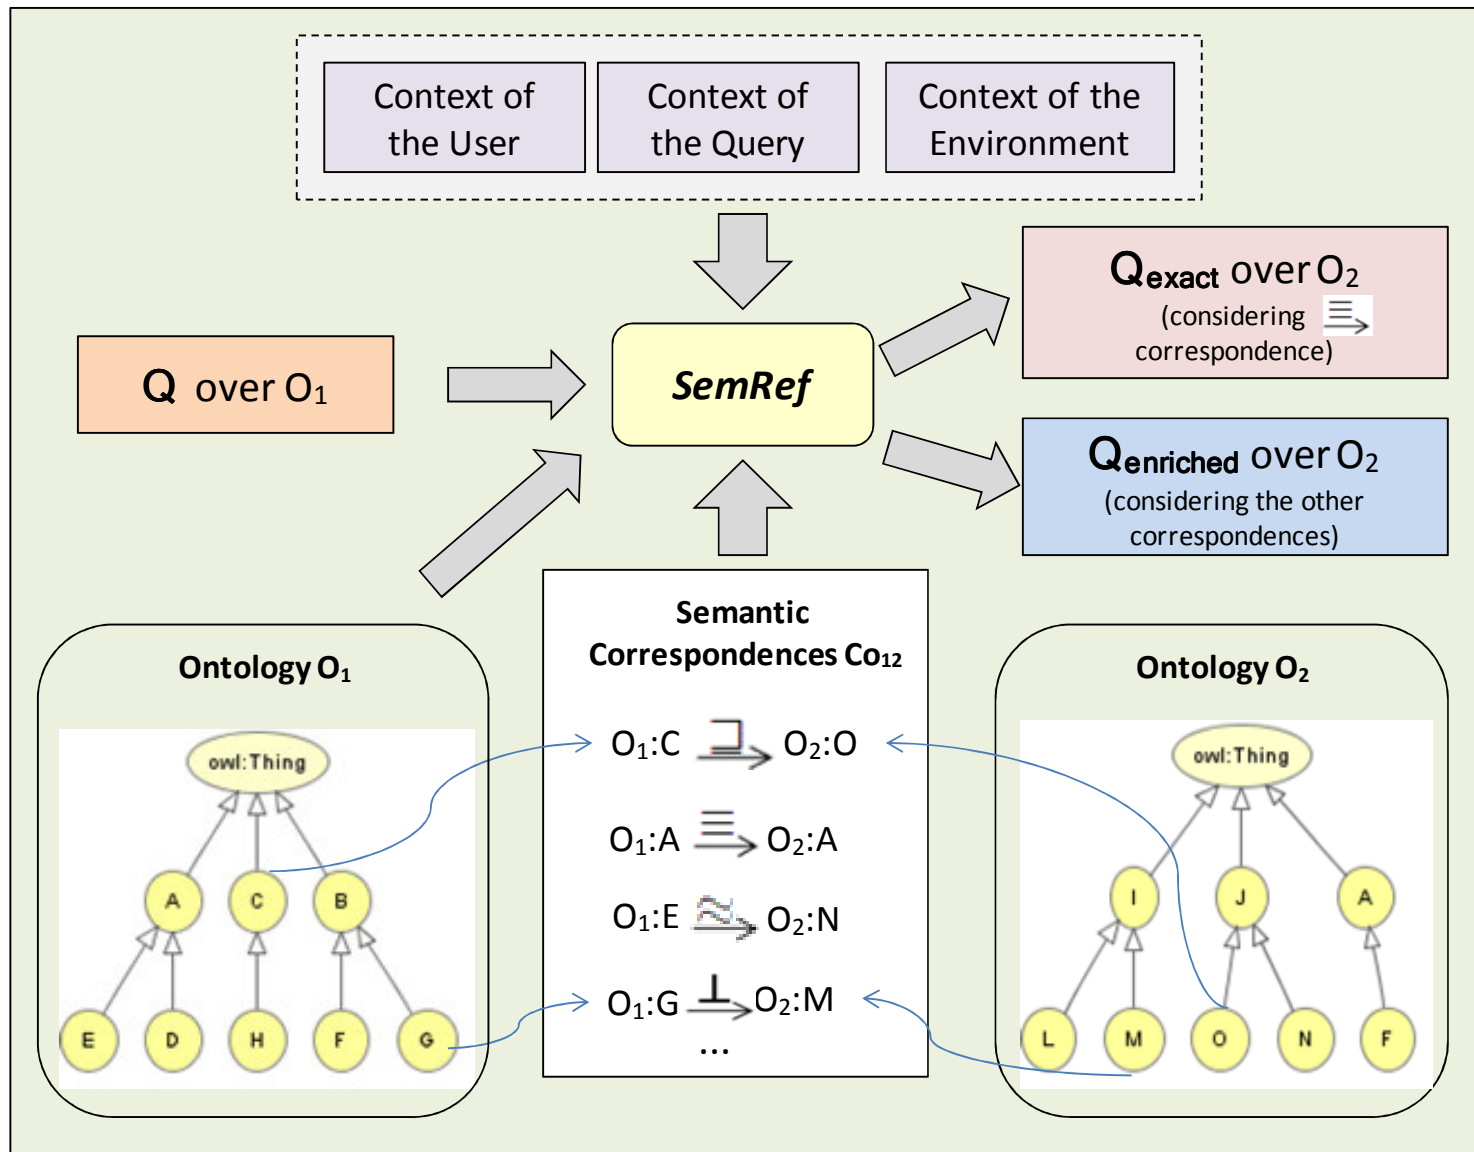 Context of
the User
Context of
the Query
Context of the
Environment
Q over O₁
SemRef
Qexact over O₂
(considering ≡→
correspondence)
Qenriched over O₂
(considering the other
correspondences)
Ontology O₁
owl:Thing
A C B
E D H F G
Semantic
Correspondences Co₁₂
O₁:C ⊒→ O₂:O
O₁:A ≡→ O₂:A
O₁:E ≈→ O₂:N
O₁:G ⊥→ O₂:M
...
Ontology O₂
owl:Thing
I J A
L M O N F